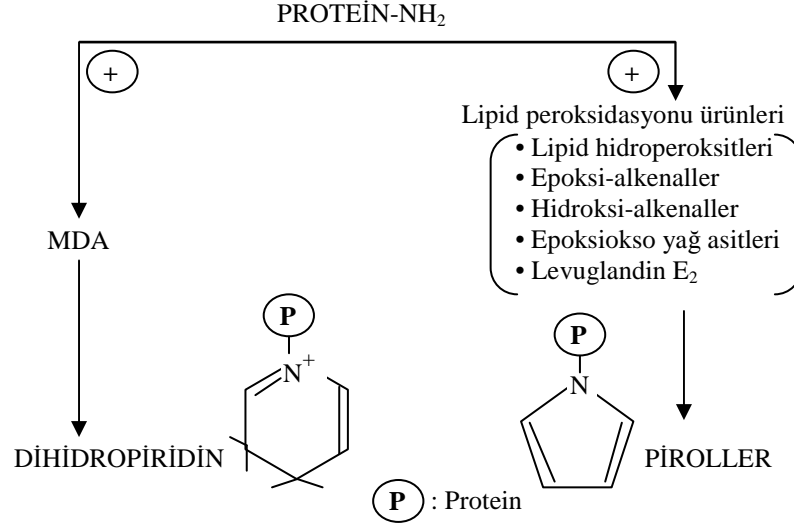 PROTEİN-NH₂
+
+
Lipid peroksidasyonu ürünleri
• Lipid hidroperoksitleri
• Epoksi-alkenaller
• Hidroksi-alkenaller
• Epoksiokso yağ asitleri
• Levuglandin E₂
MDA
P
N⁺
P
N
DİHİDROPİRİDİN
PİROLLER
P : Protein